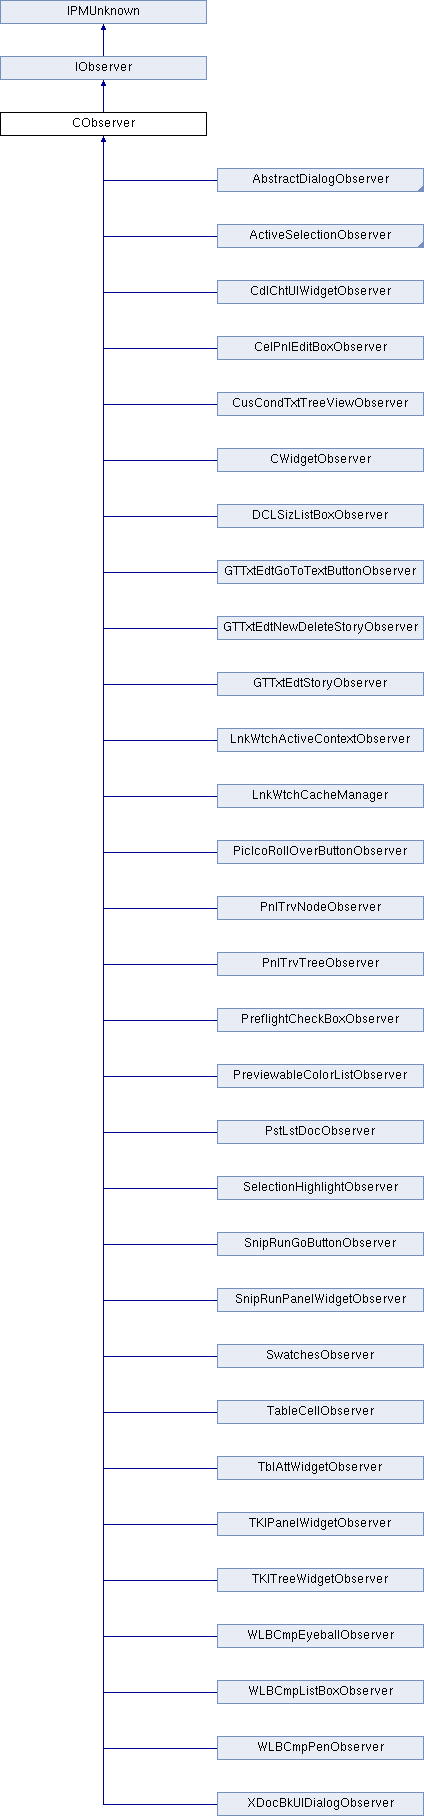 IPMUnknown
IObserver
CObserver
AbstractDialogObserver
ActiveSelectionObserver
CdlChtUIWidgetObserver
CelPnlEditBoxObserver
CusCondTxtTreeViewObserver
CWidgetObserver
DCLSizListBoxObserver
GTTxtEdtGoToTextButtonObserver
GTTxtEdtNewDeleteStoryObserver
GTTxtEdtStoryObserver
LnkWtchActiveContextObserver
LnkWtchCacheManager
PicIcoRollOverButtonObserver
PnlTrvNodeObserver
PnlTrvTreeObserver
PreflightCheckBoxObserver
PreviewableColorListObserver
PstLstDocObserver
SelectionHighlightObserver
SnipRunGoButtonObserver
SnipRunPanelWidgetObserver
SwatchesObserver
TableCellObserver
TblAttWidgetObserver
TKIPanelWidgetObserver
TKITreeWidgetObserver
WLBCmpEyeballObserver
WLBCmpListBoxObserver
WLBCmpPenObserver
XDocBkUIDialogObserver